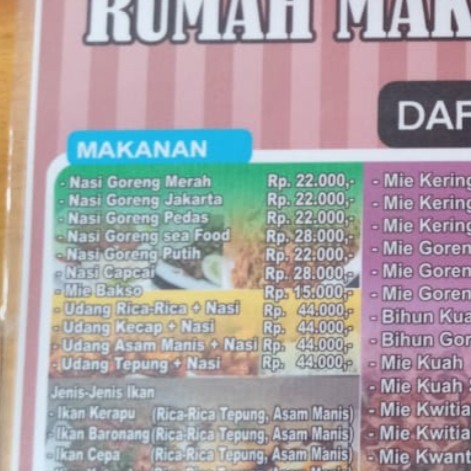 RUMAH MAK
DAF
MAKANAN
- Nasi Goreng Merah Rp. 22.000,-
- Nasi Goreng Jakarta Rp. 22.000,-
- Nasi Goreng Pedas Rp. 22.000,-
- Nasi Goreng sea Food Rp. 28.000,-
- Nasi Goreng Putih Rp. 22.000,-
- Nasi Capcai Rp. 28.000,-
- Mie Bakso Rp. 15.000,-
- Udang Rica-Rica + Nasi Rp. 44.000,-
- Udang Kecap + Nasi Rp. 44.000,-
- Udang Asam Manis + Nasi Rp. 44.000,-
- Udang Tepung + Nasi Rp. 44.000,-
Jenis-Jenis Ikan
- Ikan Kerapu (Rica-Rica Tepung, Asam Manis)
- Ikan Baronang (Rica-Rica Tepung, Asam Manis)
- Ikan Cepa (Rica-Rica Tepung, Asam Manis)
- Mie Kering
- Mie Kering
- Mie Kering
- Mie Goren
- Mie Goren
- Mie Goren
- Bihun Kua
- Bihun Gor
- Mie Kuah
- Mie Kuah
- Mie Kwitia
- Mie Kwitia
- Mie Kwant